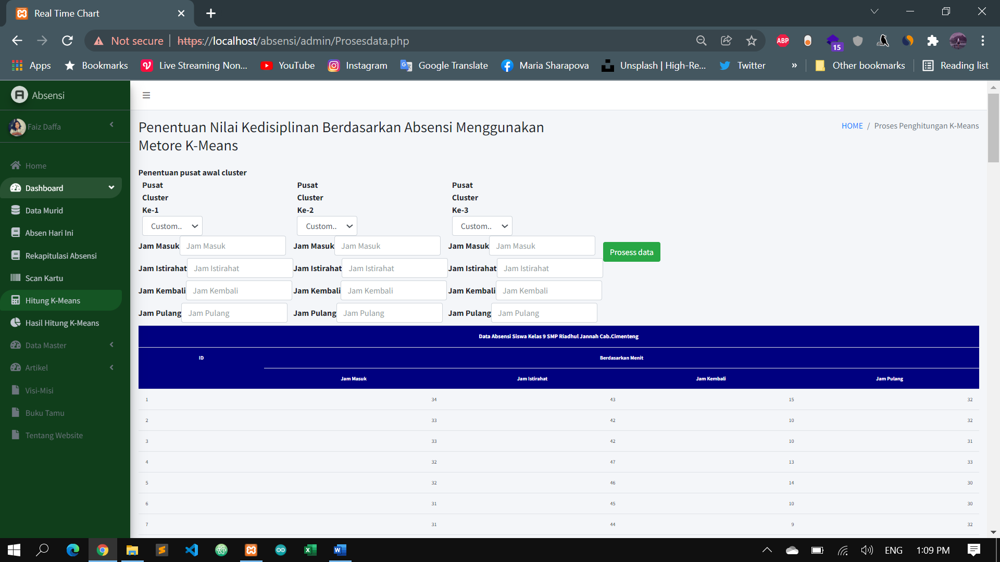 Real Time Chart
Not secure https://localhost/absensi/admin/Prosesdata.php
ABP
15
Apps Bookmarks Live Streaming Non... YouTube Instagram Google Translate Maria Sharapova Unsplash | High-Re... Twitter » Other bookmarks Reading list
Absensi
Faiz Daffa
Home
Dashboard
Data Murid
Absen Hari Ini
Rekapitulasi Absensi
Scan Kartu
Hitung K-Means
Hasil Hitung K-Means
Data Master
Artikel
Visi-Misi
Buku Tamu
Tentang Website
Penentuan Nilai Kedisiplinan Berdasarkan Absensi Menggunakan
Metore K-Means
HOME / Proses Penghitungan K-Means
Penentuan pusat awal cluster
Pusat Pusat Pusat
Cluster Cluster Cluster
Ke-1 Ke-2 Ke-3
Custom.. Custom.. Custom..
Jam Masuk Jam Masuk Jam Masuk Jam Masuk Jam Masuk Jam Masuk
Prosess data
Jam Istirahat Jam Istirahat Jam Istirahat Jam Istirahat Jam Istirahat Jam Istirahat
Jam Kembali Jam Kembali Jam Kembali Jam Kembali Jam Kembali Jam Kembali
Jam Pulang Jam Pulang Jam Pulang Jam Pulang Jam Pulang Jam Pulang
Data Absensi Siswa Kelas 9 SMP Riadhul Jannah Cab.Cimenteng
ID Berdasarkan Menit
Jam Masuk Jam Istirahat Jam Kembali Jam Pulang
1 34 43 15 32
2 33 42 10 32
3 33 42 10 31
4 32 47 13 33
5 32 46 14 30
6 31 45 10 30
7 31 44 9 32
ENG 1:09 PM